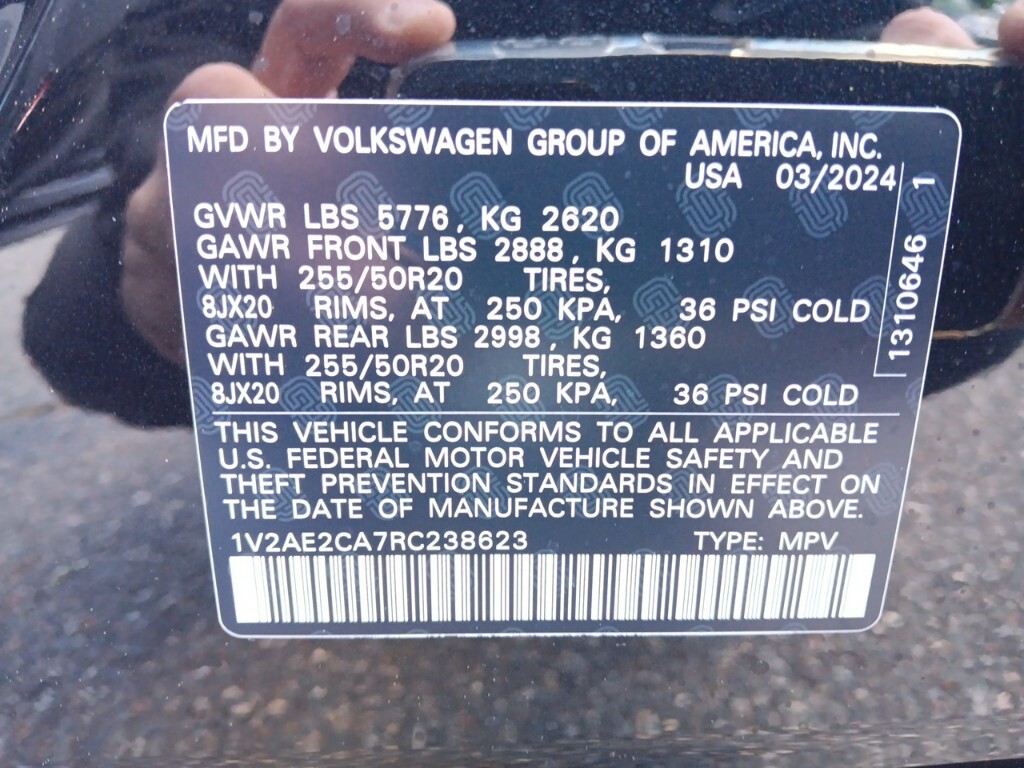 MFD BY VOLKSWAGEN GROUP OF AMERICA, INC.
USA 03/2024
GVWR LBS 5776, KG 2620
GAWR FRONT LBS 2888, KG 1310
WITH 255/50R20 TIRES,
8JX20 RIMS, AT 250 KPA, 36 PSI COLD
GAWR REAR LBS 2998, KG 1360
WITH 255/50R20 TIRES,
8JX20 RIMS, AT 250 KPA, 36 PSI COLD
1310646 1
THIS VEHICLE CONFORMS TO ALL APPLICABLE
U.S. FEDERAL MOTOR VEHICLE SAFETY AND
THEFT PREVENTION STANDARDS IN EFFECT ON
THE DATE OF MANUFACTURE SHOWN ABOVE.
1V2AE2CA7RC238623 TYPE: MPV